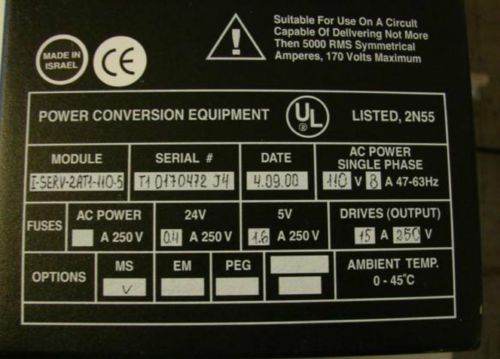 Suitable For Use On A Circuit
Capable Of Delivering Not More
Then 5000 RMS Symmetrical
Amperes, 170 Volts Maximum
MADE IN
ISRAEL
CE
POWER CONVERSION EQUIPMENT
UL
LISTED, 2N55
MODULE
SERIAL #
DATE
AC POWER
SINGLE PHASE
I-SERV-2AT1-110-5
T1 0170472 J4
4.09.00
110 V 8 A 47-63Hz
FUSES
AC POWER
24V
5V
DRIVES (OUTPUT)
A 250 V
0.4 A 250 V
1.6 A 250 V
15 A 250 V
OPTIONS
MS
EM
PEG
AMBIENT TEMP.
0 - 45°C